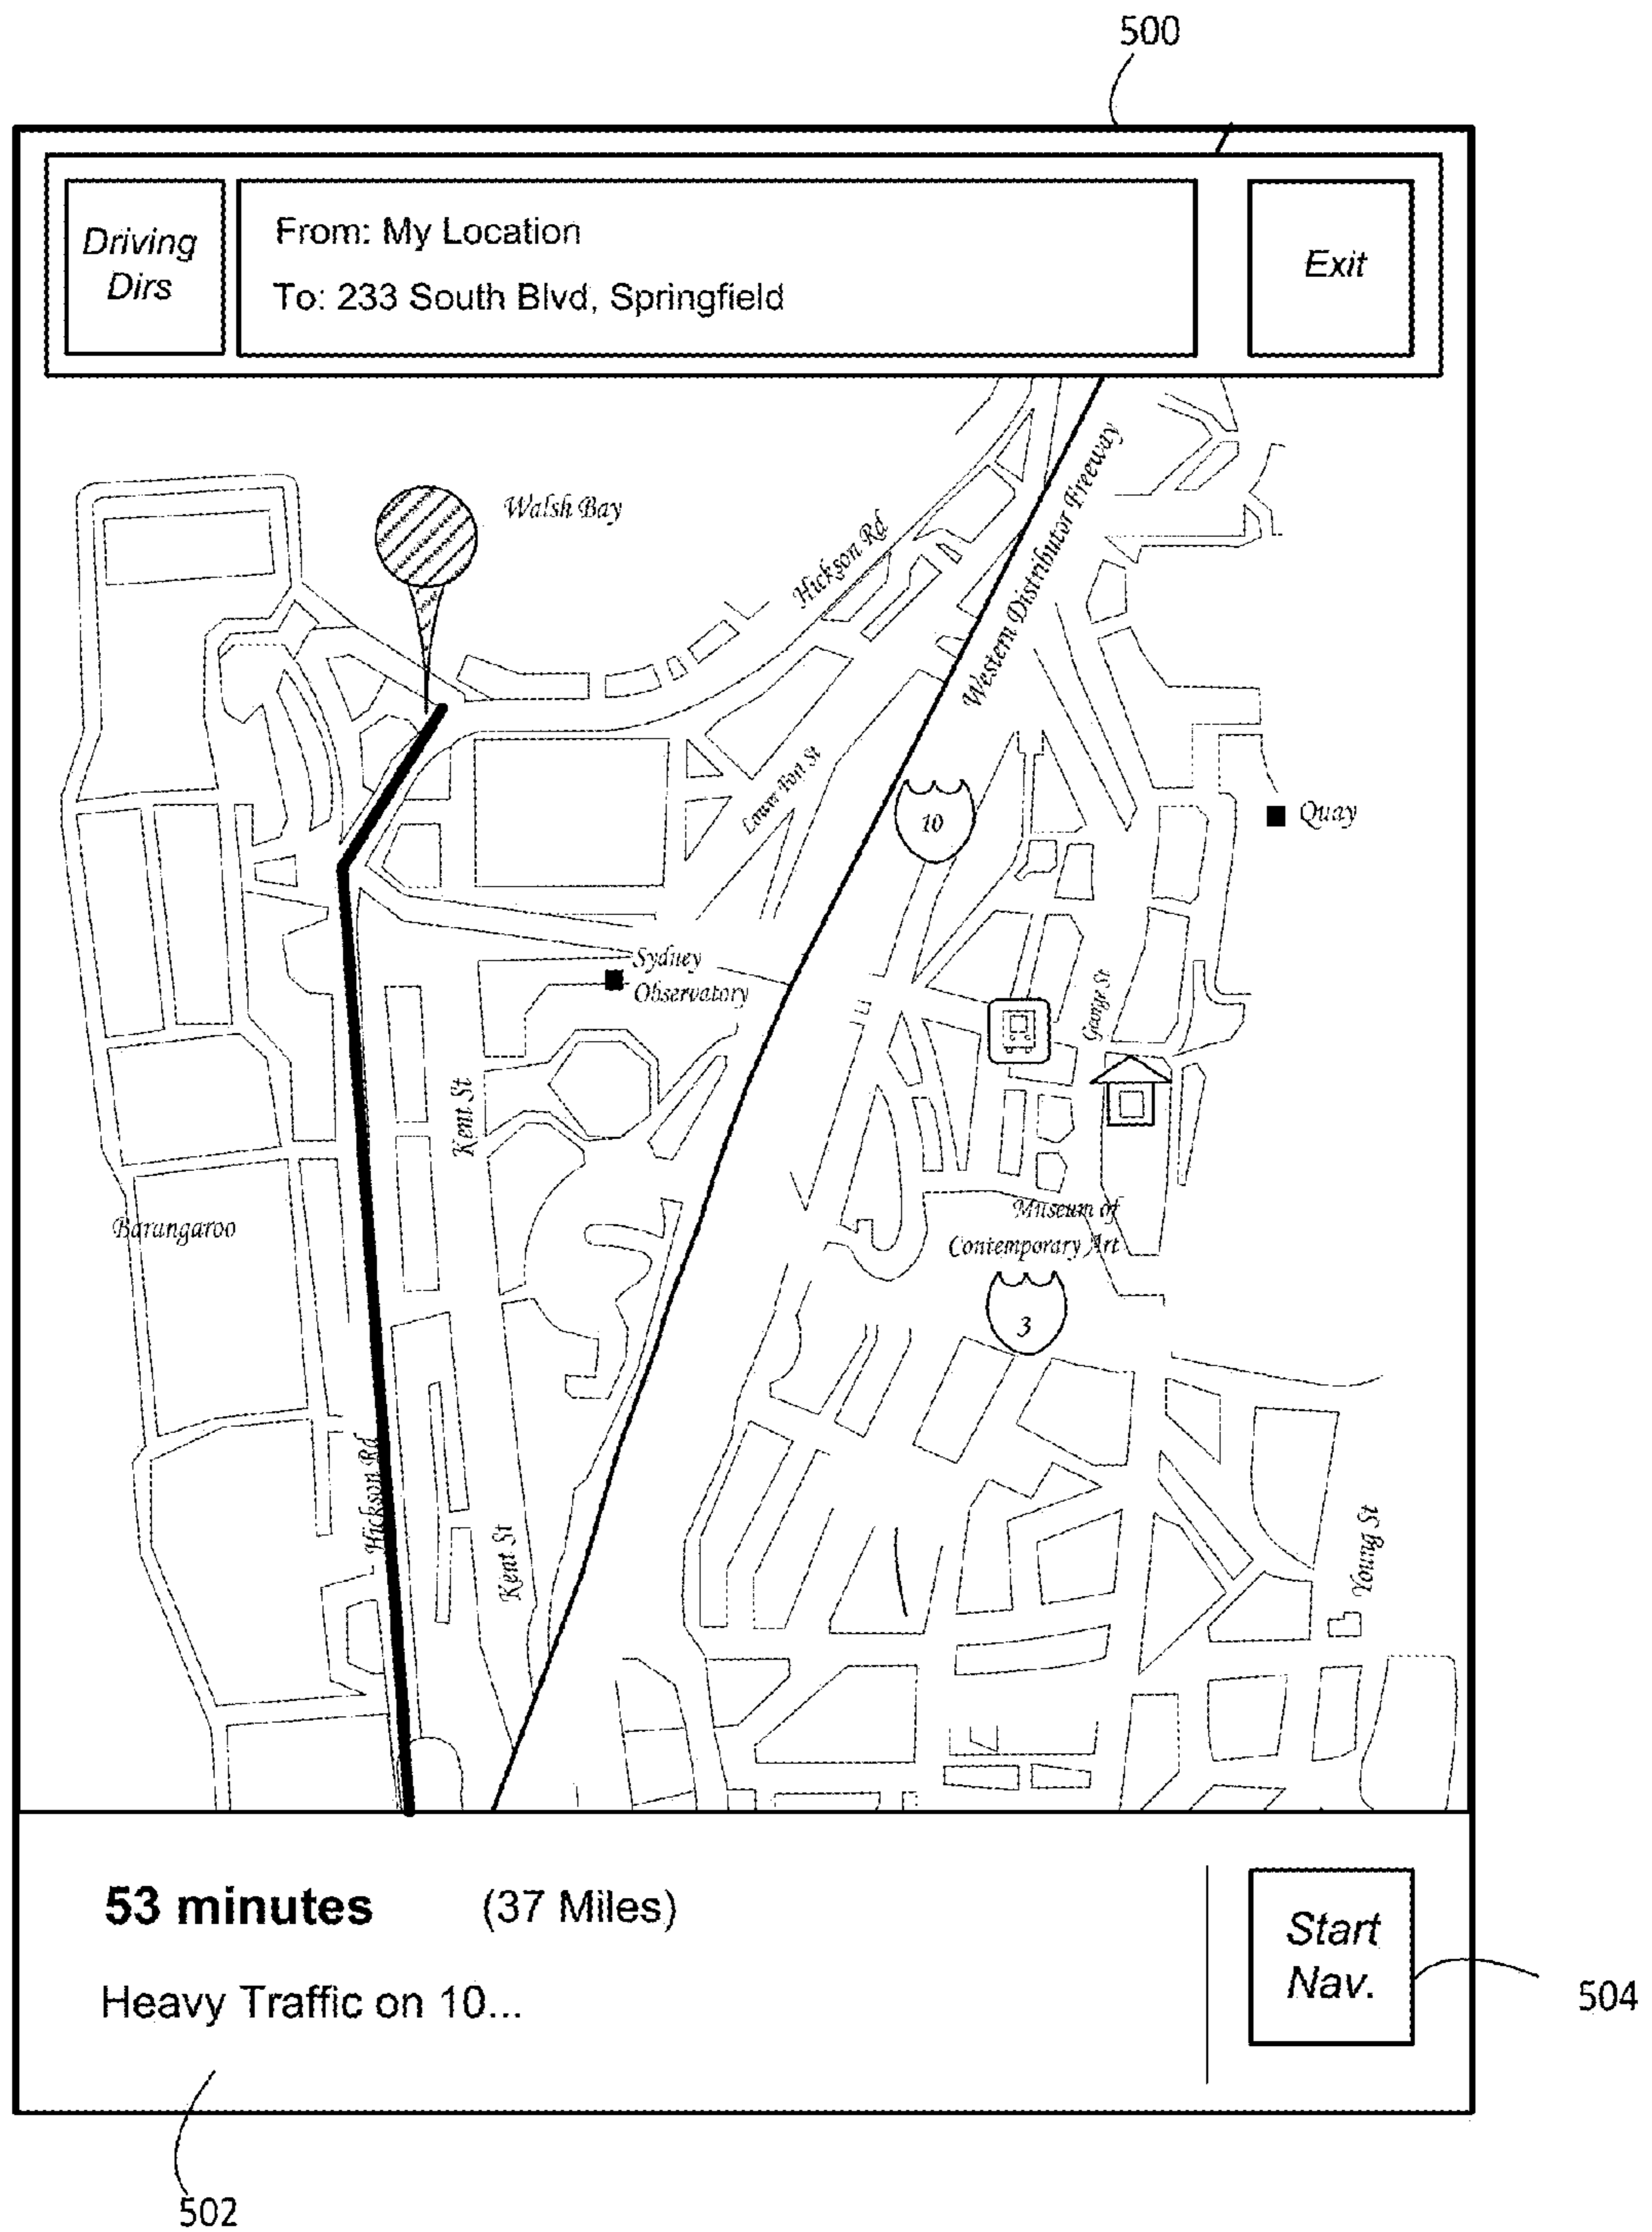 500
Driving
Dirs
From: My Location
To: 233 South Blvd, Springfield
Exit
Walsh Bay
Hickson Rd
Western Distributor Freeway
Lower Fort St
10
Quay
Sydney
Observatory
George St
Kent St
Barangaroo
Museum of
Contemporary Art
3
Hickson Rd
Kent St
Young St
53 minutes (37 Miles)
Heavy Traffic on 10...
Start
Nav.
504
502